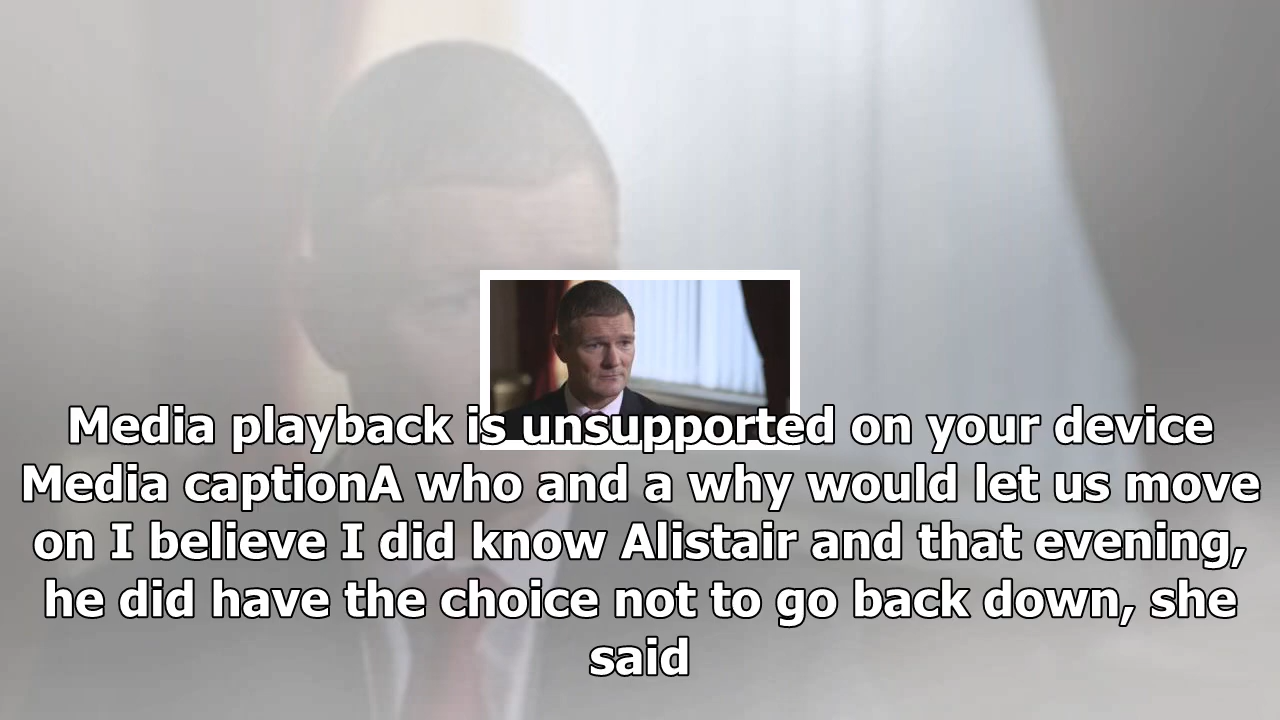 Media playback is unsupported on your device
Media captionA who and a why would let us move
on I believe I did know Alistair and that evening,
he did have the choice not to go back down, she
said